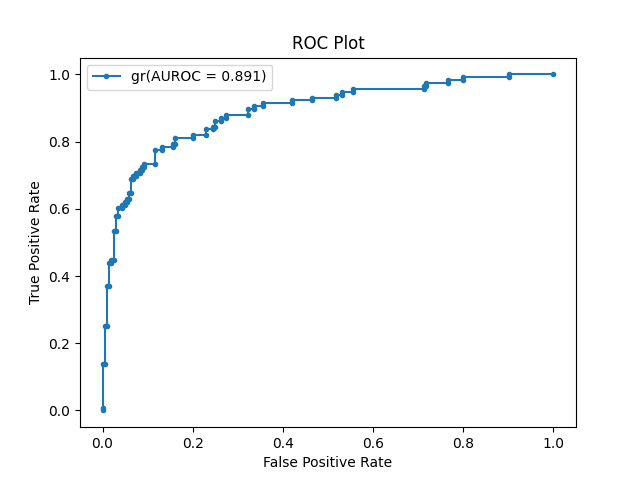 ROC Plot
gr(AUROC = 0.891)
True Positive Rate
1.0
0.8
0.6
0.4
0.2
0.0
0.0 0.2 0.4 0.6 0.8 1.0
False Positive Rate